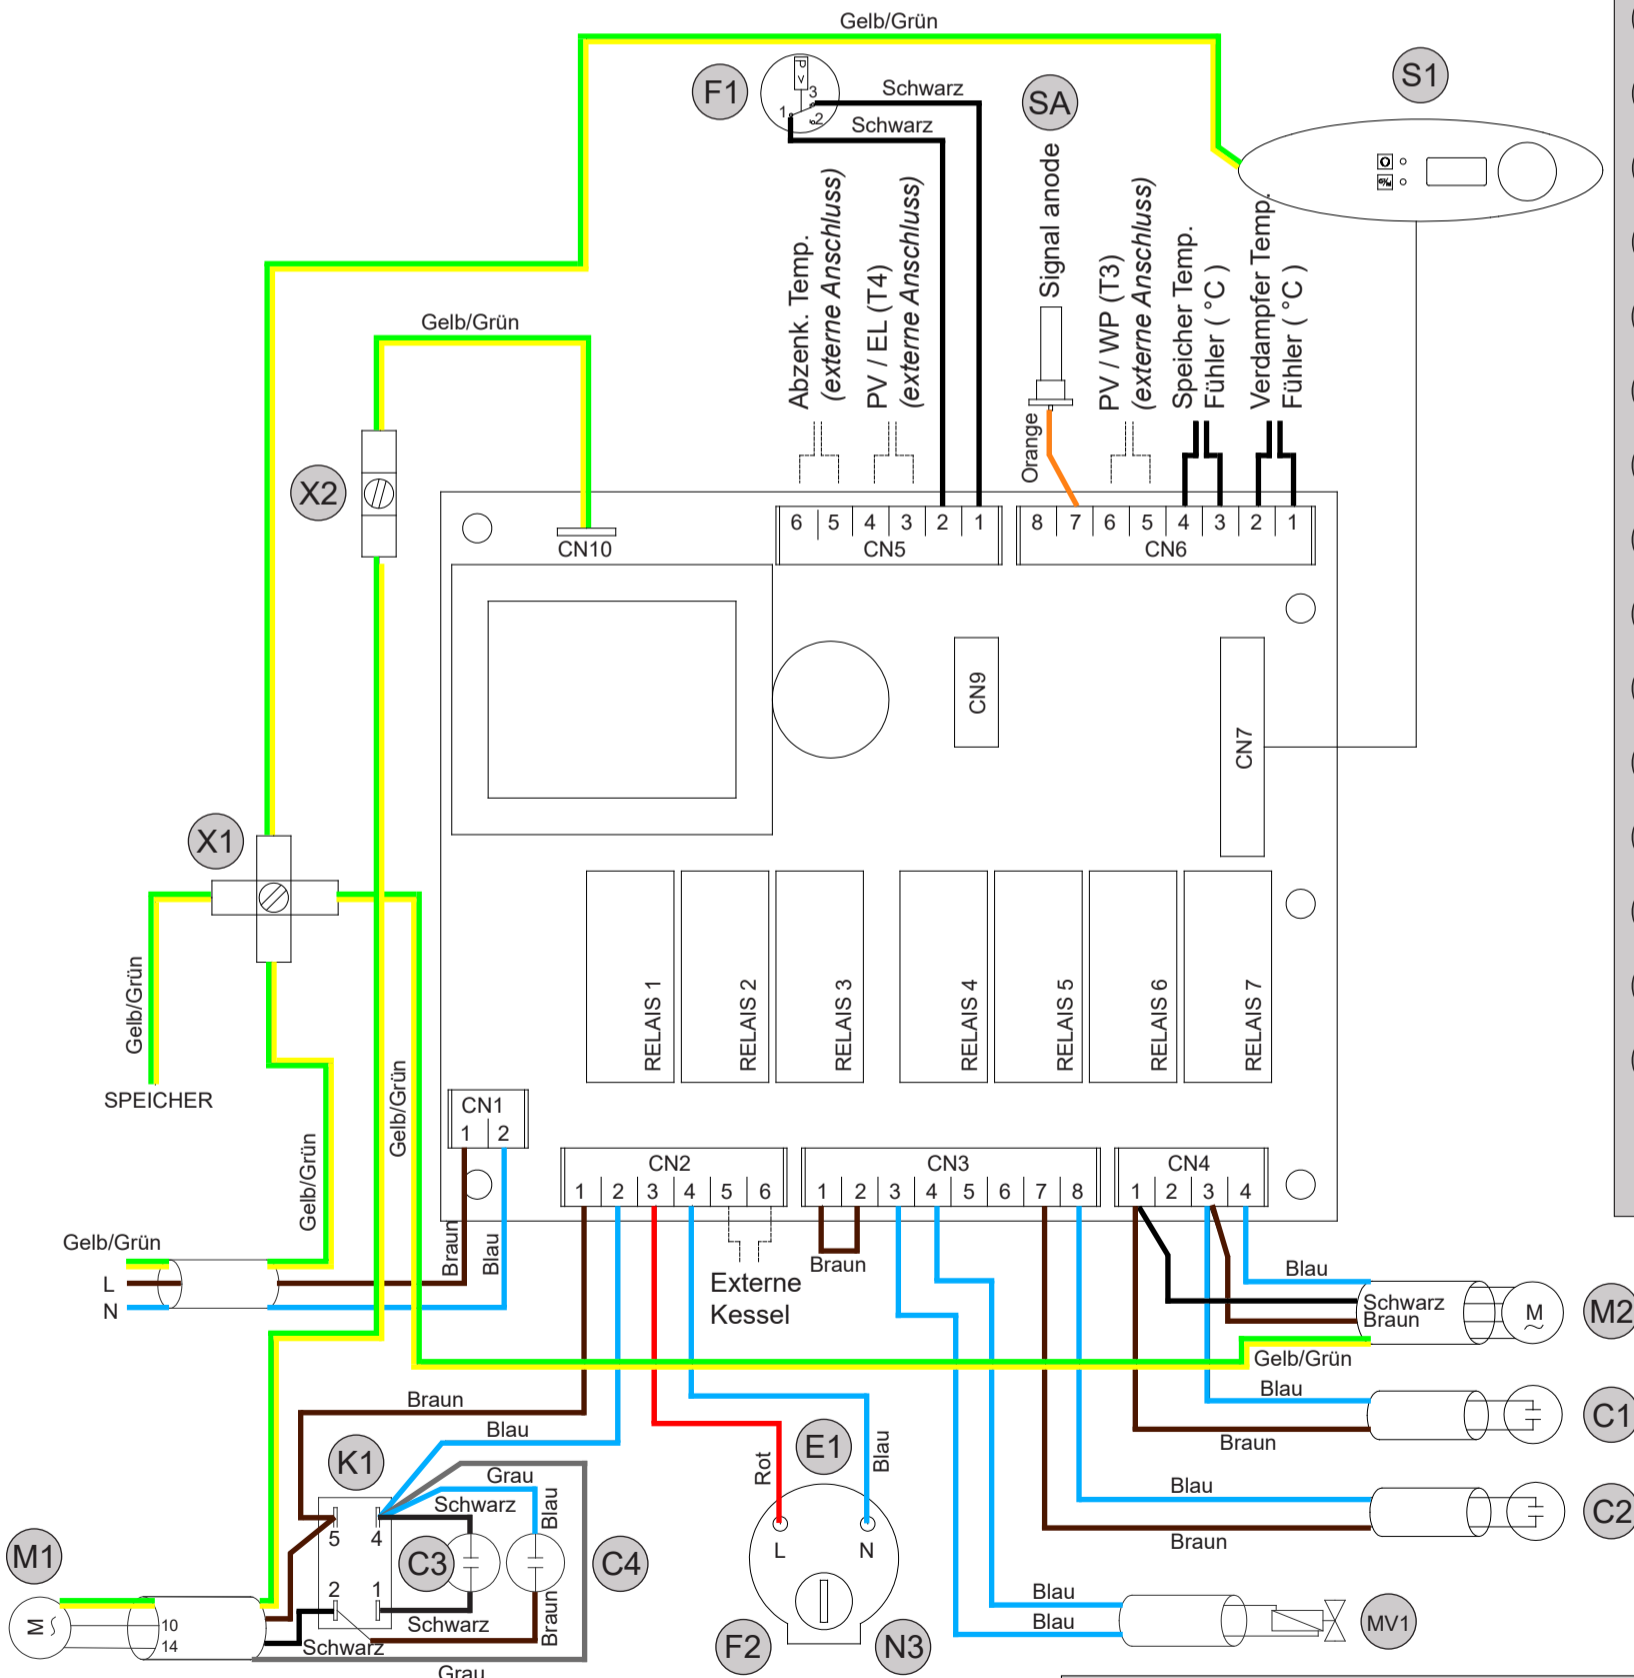 Gelb/Grün
F1
P >
3
1
2
Schwarz
Schwarz
SA
S1
Signal anode
Orange
Abzenk. Temp.
(externe Anschluss)
PV / EL (T4)
(externe Anschluss)
PV / WP (T3)
(externe Anschluss)
Speicher Temp.
Fühler ( °C )
Verdampfer Temp.
Fühler ( °C )
Gelb/Grün
X2
CN10
6 5 4 3 2 1
CN5
8 7 6 5 4 3 2 1
CN6
CN9
CN7
X1
Gelb/Grün
SPEICHER
Gelb/Grün
Gelb/Grün
RELAIS 1
RELAIS 2
RELAIS 3
RELAIS 4
RELAIS 5
RELAIS 6
RELAIS 7
CN1
1 2
CN2
1 2 3 4 5 6
CN3
1 2 3 4 5 6 7 8
CN4
1 2 3 4
Gelb/Grün
L
N
Braun
Blau
Externe
Kessel
Braun
Blau
Schwarz
Braun
M
M2
Gelb/Grün
Blau
Braun
C1
Blau
Braun
C2
Braun
Blau
K1
Grau
Schwarz
Blau
5 4
2 1
C3
C4
Schwarz
Braun
Schwarz
Grau
M1
M
10
14
Rot
E1
Blau
L
N
F2
N3
Blau
Blau
MV1